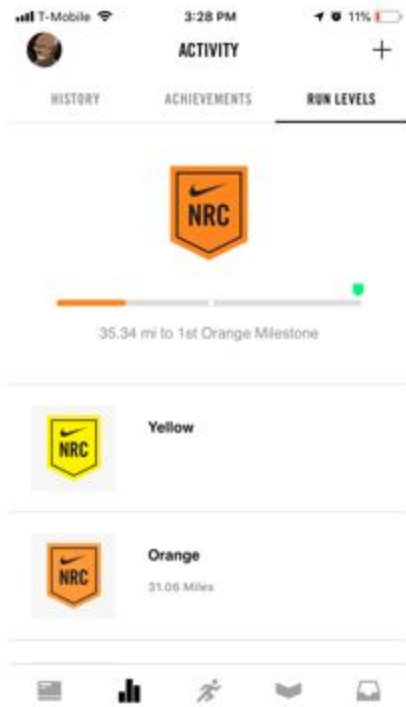 T-Mobile 3:28 PM 11%
ACTIVITY
HISTORY ACHIEVEMENTS RUN LEVELS
NRC
35.34 mi to 1st Orange Milestone
NRC
Yellow
NRC
Orange
31.06 Miles